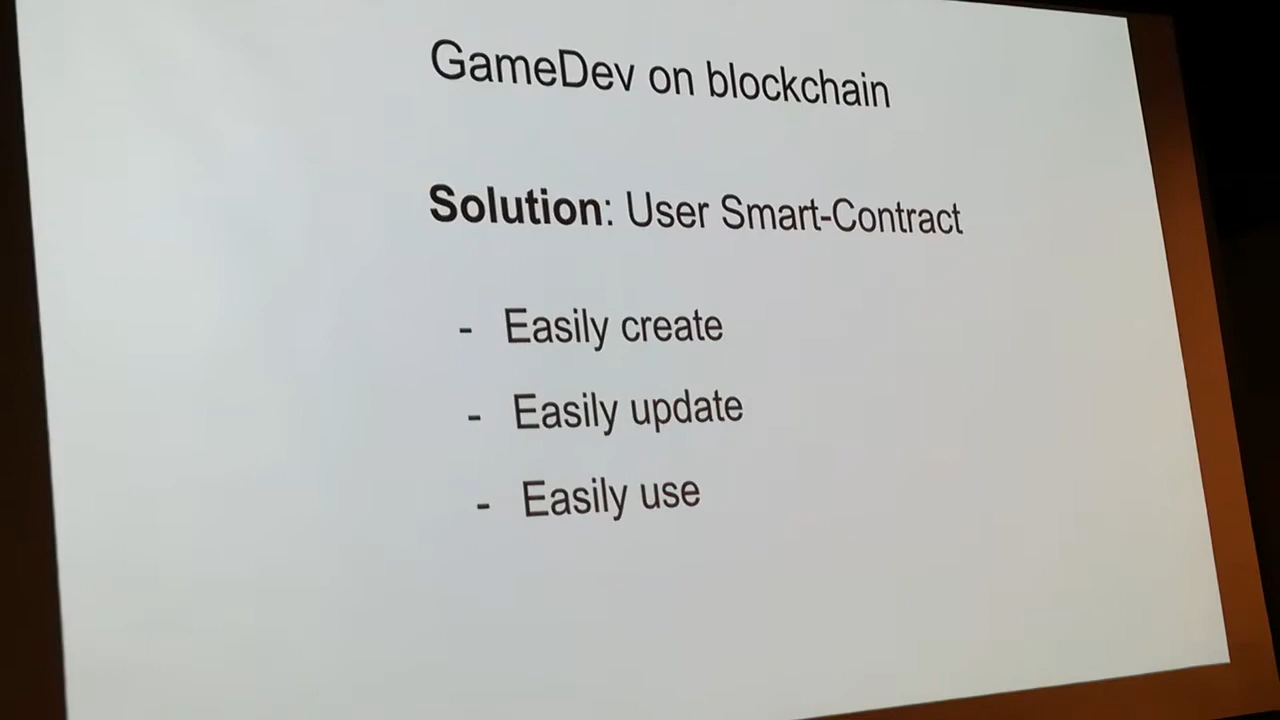 GameDev on blockchain
Solution: User Smart-Contract
- Easily create
- Easily update
- Easily use